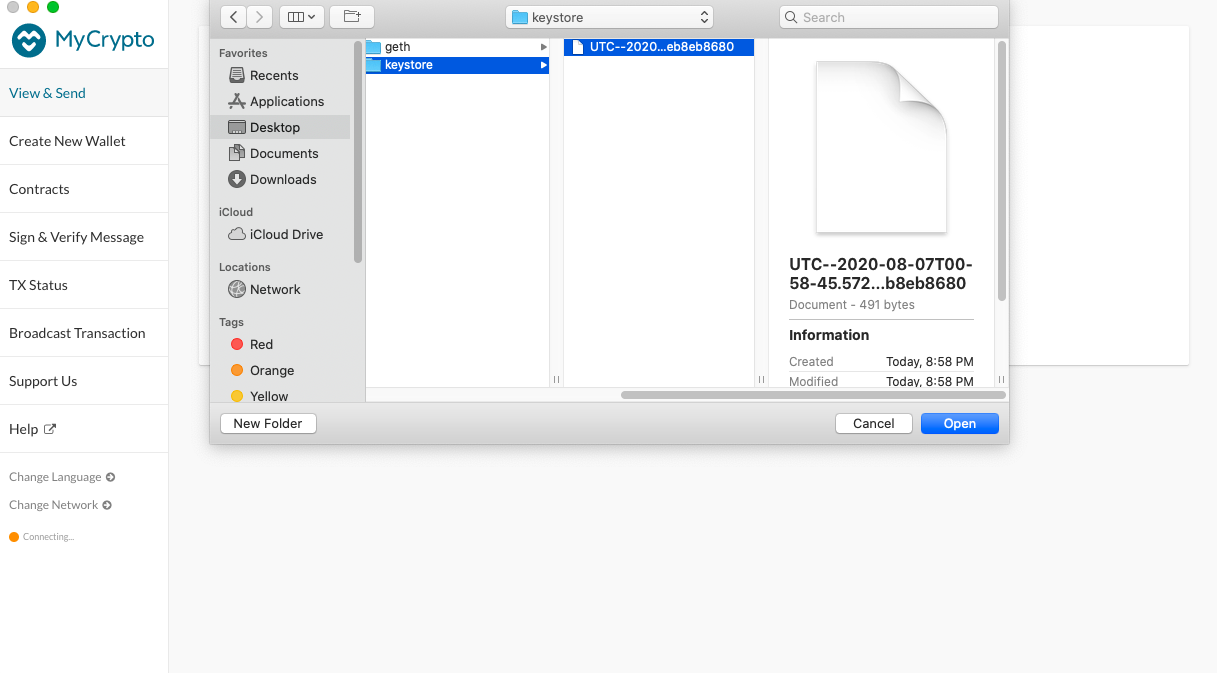 MyCrypto
View & Send
Create New Wallet
Contracts
Sign & Verify Message
TX Status
Broadcast Transaction
Support Us
Help
Change Language
Change Network
Connecting...
keystore
Search
Favorites
Recents
Applications
Desktop
Documents
Downloads
iCloud
iCloud Drive
Locations
Network
Tags
Red
Orange
Yellow
geth
keystore
UTC--2020...eb8eb8680
UTC--2020-08-07T00-
58-45.572...b8eb8680
Document - 491 bytes
Information
Created Today, 8:58 PM
Modified Today, 8:58 PM
New Folder
Cancel
Open